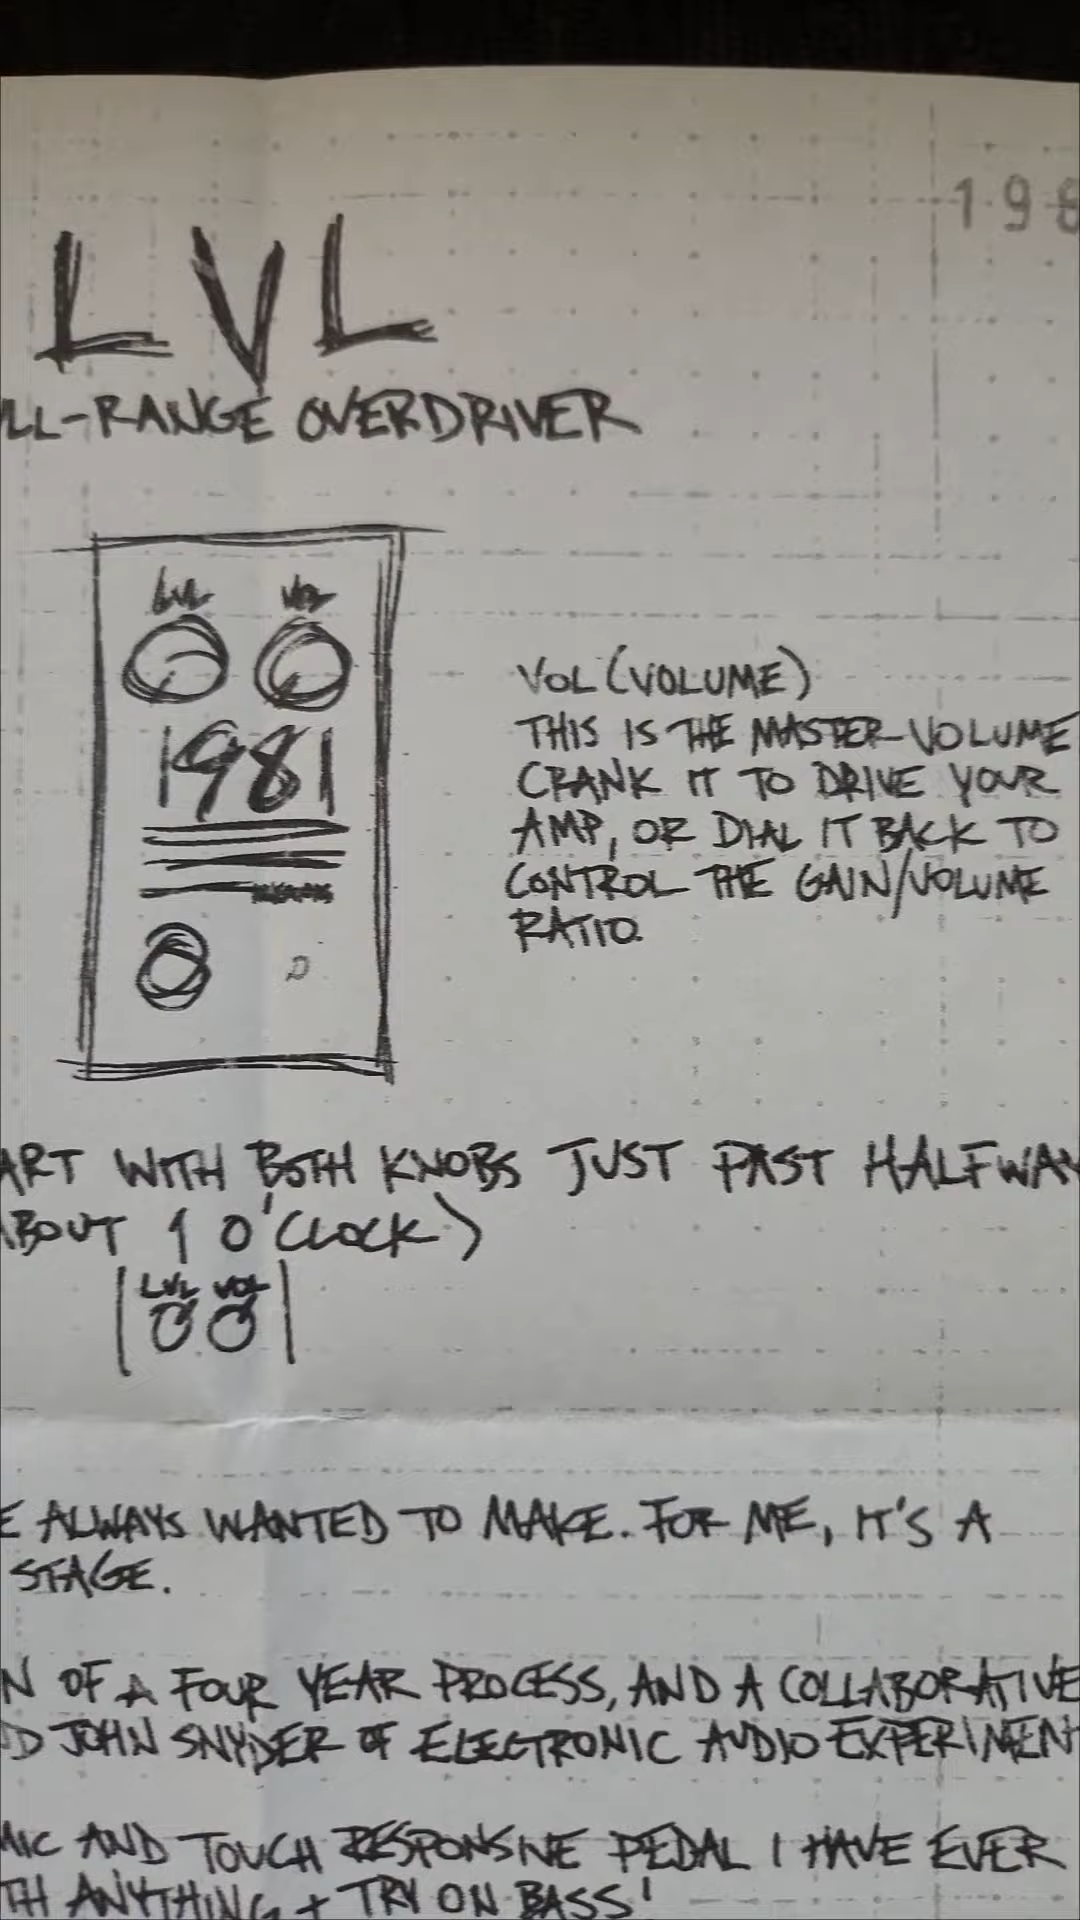 198
LVL
LL-RANGE OVERDRIVER
LVL VOL
1981
VOL (VOLUME)
THIS IS THE MASTER VOLUME
CRANK IT TO DRIVE YOUR
AMP, OR DIAL IT BACK TO
CONTROL THE GAIN/VOLUME
RATIO.
ART WITH BOTH KNOBS JUST PAST HALFWAY
ABOUT 1 O'CLOCK)
LVL VOL
E ALWAYS WANTED TO MAKE. FOR ME, IT'S A
STAGE.
N OF A FOUR YEAR PROCESS, AND A COLLABORATIVE
D JOHN SNYDER OF ELECTRONIC AUDIO EXPERIMENT
MIC AND TOUCH RESPONSIVE PEDAL I HAVE EVER
TH ANYTHING + TRY ON BASS!